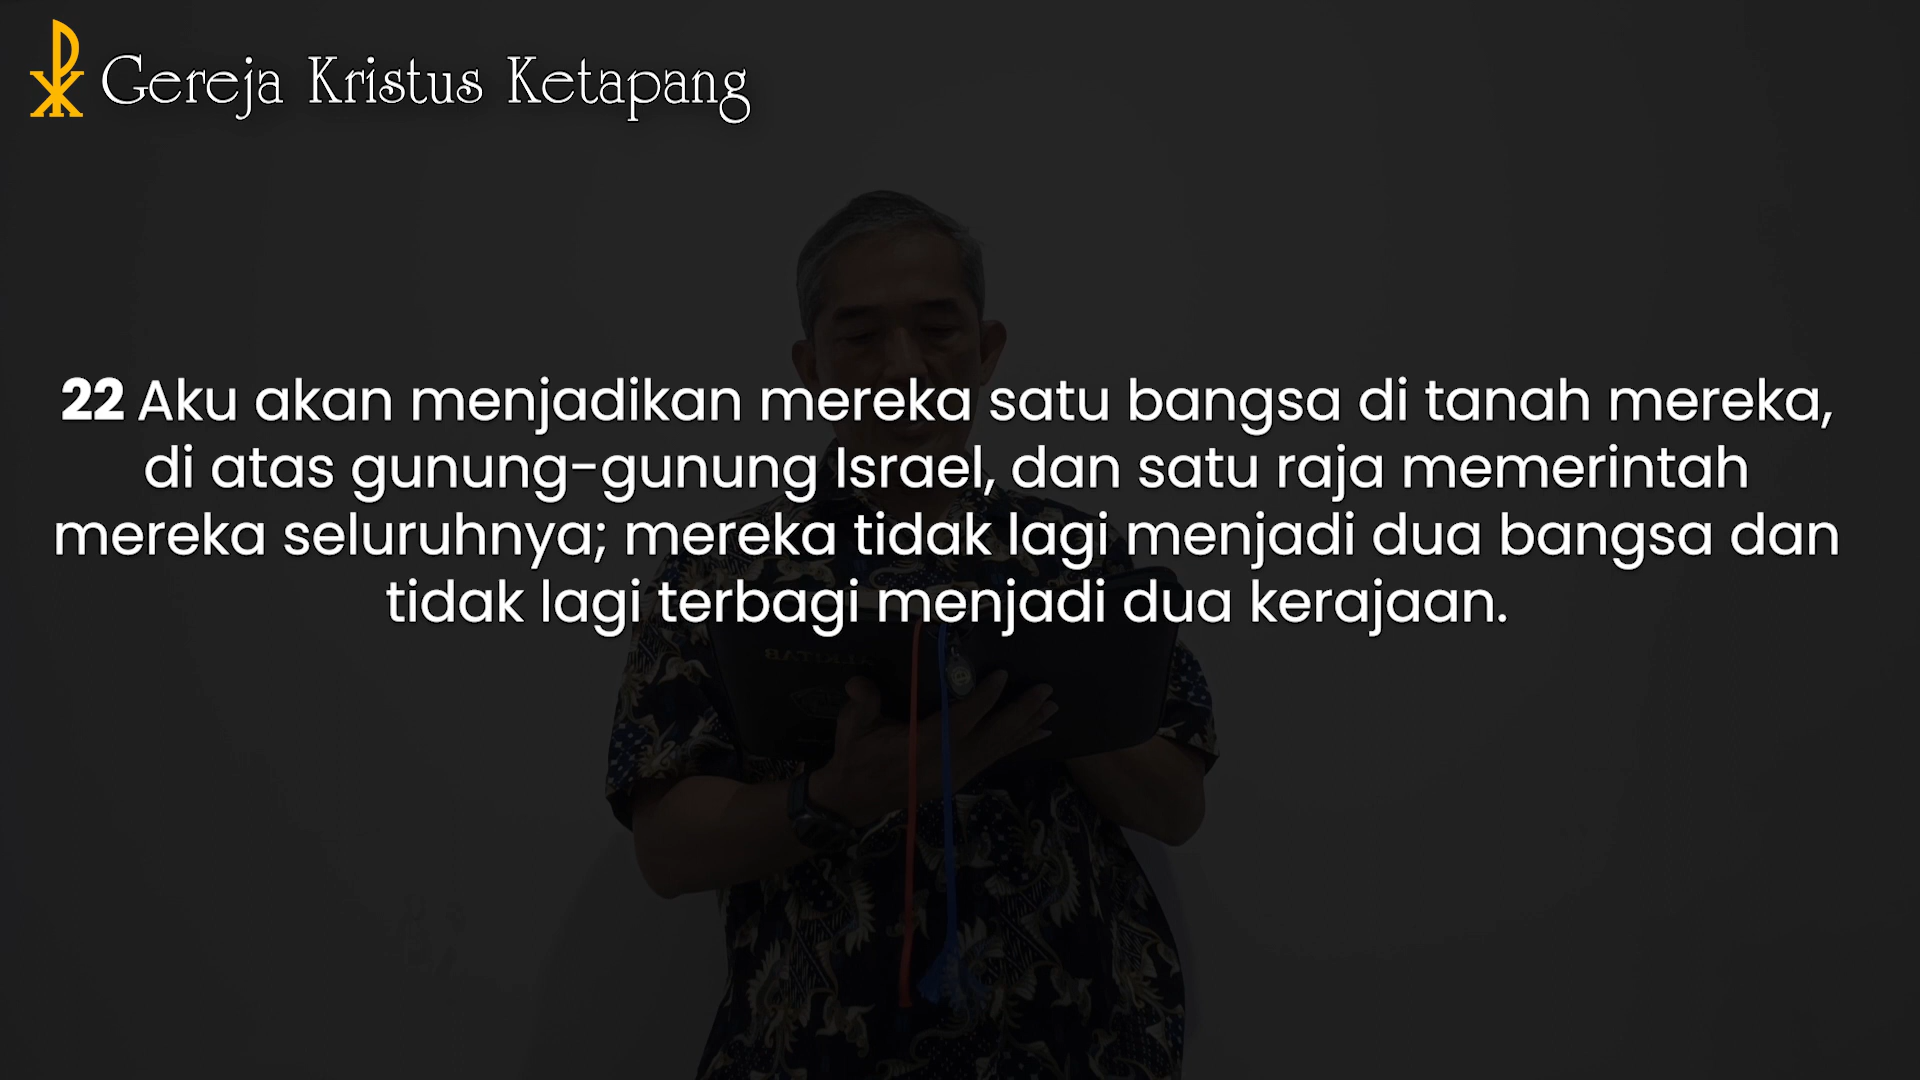 Gereja Kristus Ketapang
22 Aku akan menjadikan mereka satu bangsa di tanah mereka,
di atas gunung-gunung Israel, dan satu raja memerintah
mereka seluruhnya; mereka tidak lagi menjadi dua bangsa dan
tidak lagi terbagi menjadi dua kerajaan.
ALKITAB